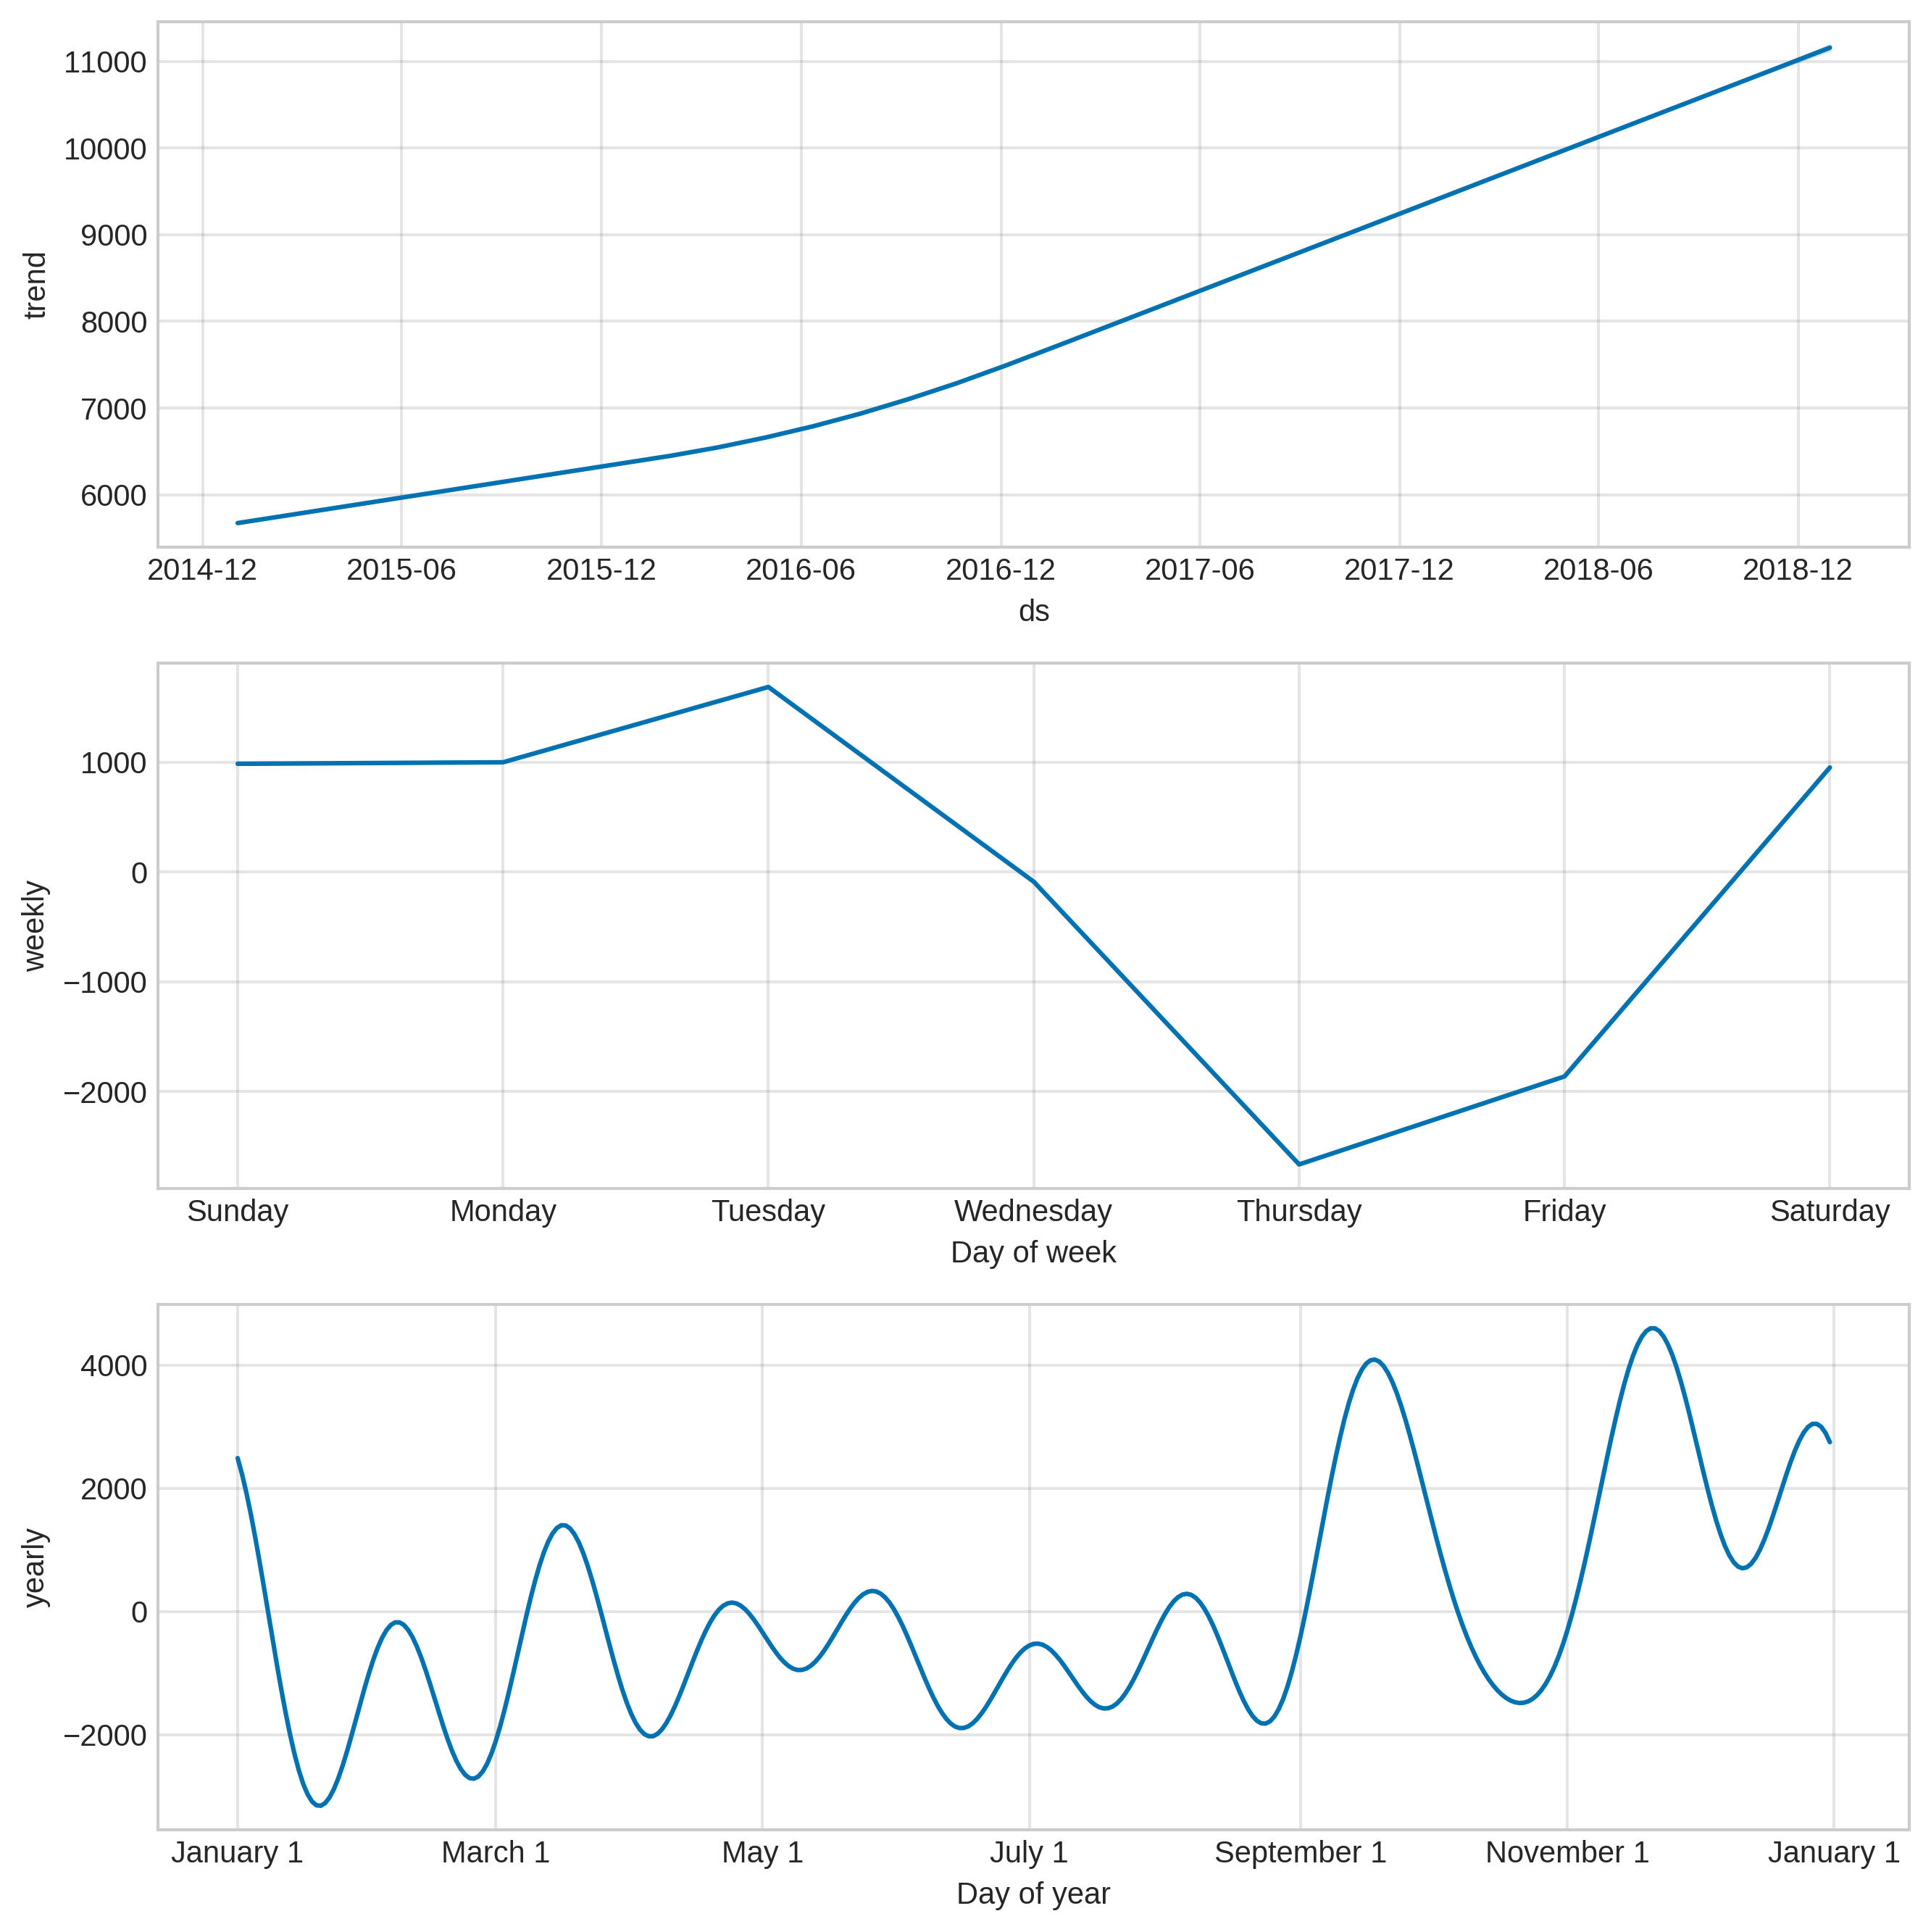 trend
11000
10000
9000
8000
7000
6000
2014-12 2015-06 2015-12 2016-06 2016-12 2017-06 2017-12 2018-06 2018-12
ds
weekly
1000
0
−1000
−2000
Sunday Monday Tuesday Wednesday Thursday Friday Saturday
Day of week
yearly
4000
2000
0
−2000
January 1 March 1 May 1 July 1 September 1 November 1 January 1
Day of year